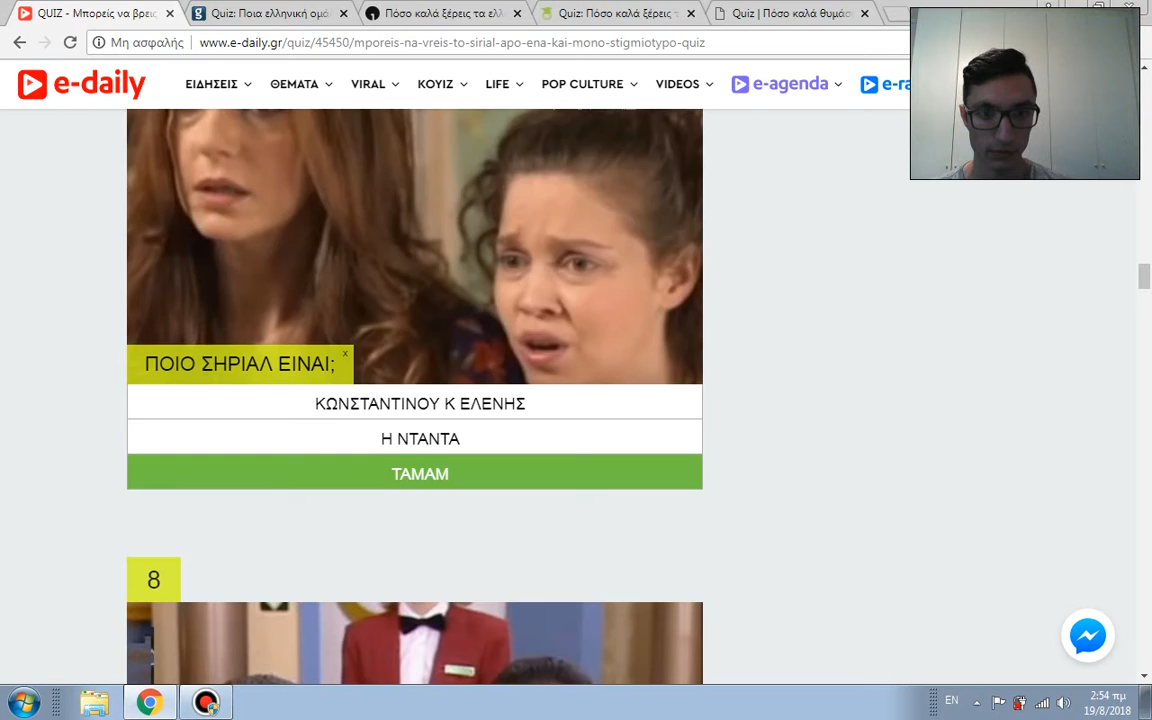 QUIZ - Μπορείς να βρεις
Quiz: Ποια ελληνική ομά
Πόσο καλά ξέρεις τα ελλ
Quiz: Πόσο καλά ξέρεις τ
Quiz | Πόσο καλά θυμάσ
Μη ασφαλής
www.e-daily.gr/quiz/45450/mporeis-na-vreis-to-sirial-apo-ena-kai-mono-stigmiotypo-quiz
e-daily
ΕΙΔΗΣΕΙΣ
ΘΕΜΑΤΑ
VIRAL
ΚΟΥΙΖ
LIFE
POP CULTURE
VIDEOS
e-agenda
e-ra
ΠΟΙΟ ΣΗΡΙΑΛ ΕΙΝΑΙ;
x
ΚΩΝΣΤΑΝΤΙΝΟΥ Κ ΕΛΕΝΗΣ
Η ΝΤΑΝΤΑ
ΤΑΜΑΜ
8
EN
2:54 πμ
19/8/2018